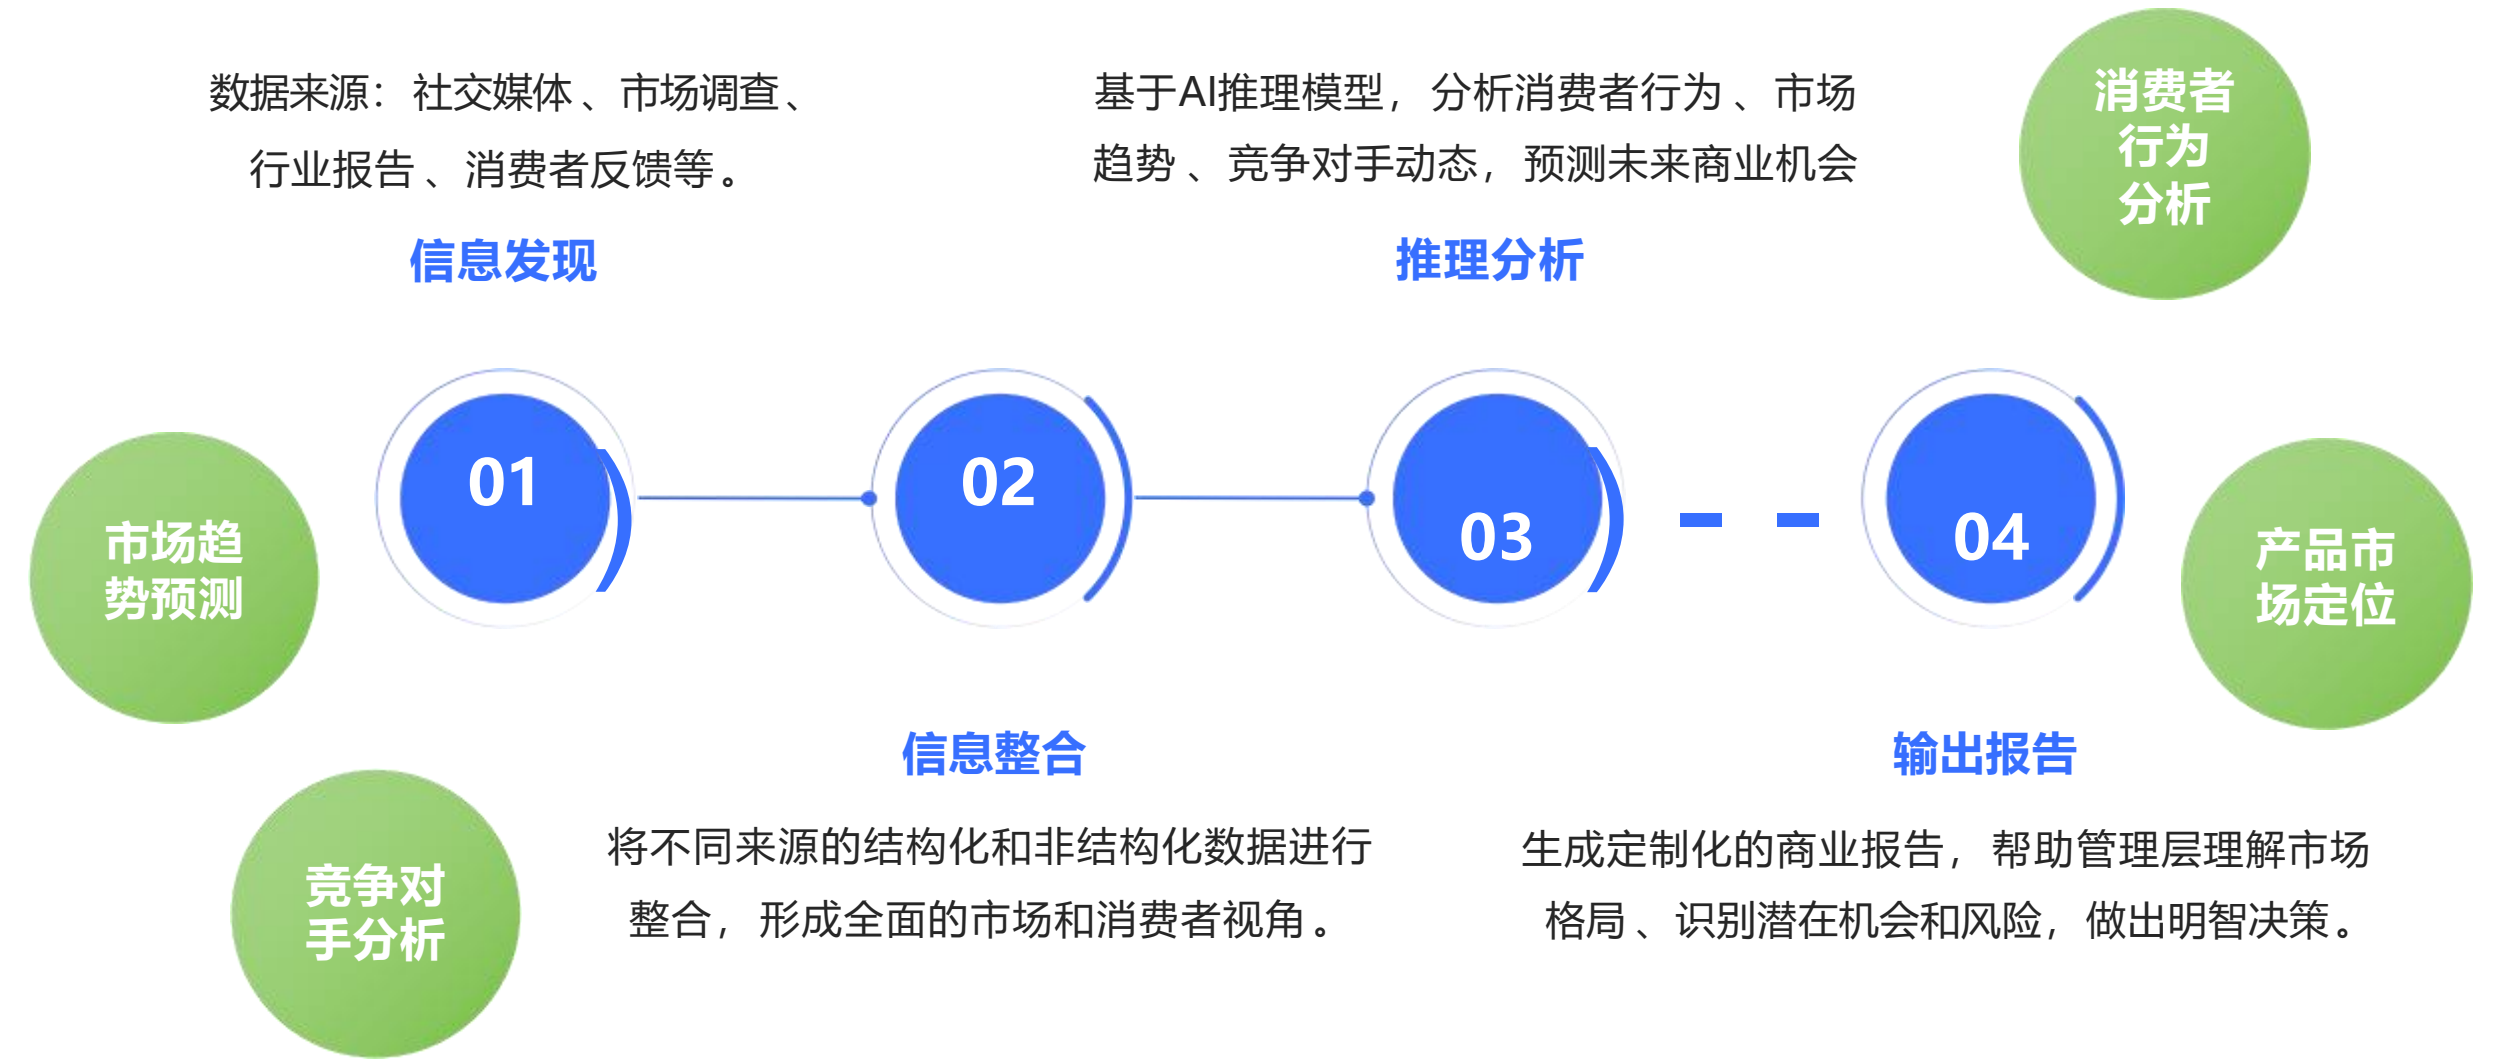 数据来源：社交媒体、市场调查、
行业报告、消费者反馈等。
信息发现
基于AI推理模型，分析消费者行为、市场
趋势、竞争对手动态，预测未来商业机会
推理分析
消费者
行为
分析
01
02
03
04
市场趋
势预测
产品市
场定位
信息整合
将不同来源的结构化和非结构化数据进行
整合，形成全面的市场和消费者视角。
输出报告
生成定制化的商业报告，帮助管理层理解市场
格局、识别潜在机会和风险，做出明智决策。
竞争对
手分析